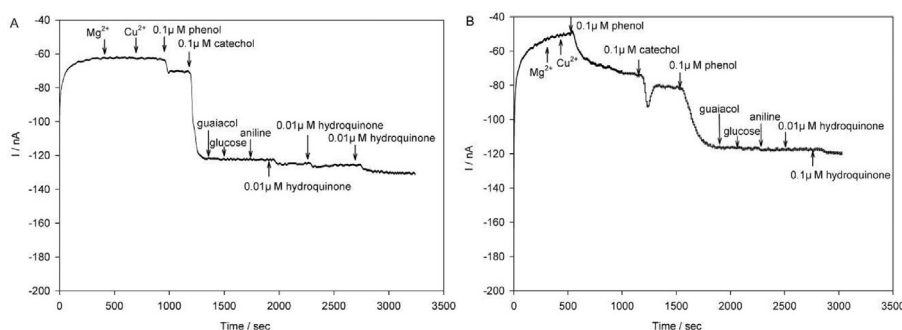 A
Mg2+ Cu2+ 0.1μ M phenol
0.1μ M catechol
guaiacol
glucose
aniline
0.01μ M hydroquinone
0.01μ M hydroquinone
0.01μ M hydroquinone
I / nA
-40
-60
-80
-100
-120
-140
-160
-180
-200
0 500 1000 1500 2000 2500 3000 3500
Time / sec
B
0.1μ M phenol
Mg2+
Cu2+
0.1μ M catechol
0.1μ M phenol
guaiacol
glucose
aniline
0.01μ M hydroquinone
0.1μ M hydroquinone
I / nA
-40
-60
-80
-100
-120
-140
-160
-180
-200
0 500 1000 1500 2000 2500 3000 3500
Time / sec